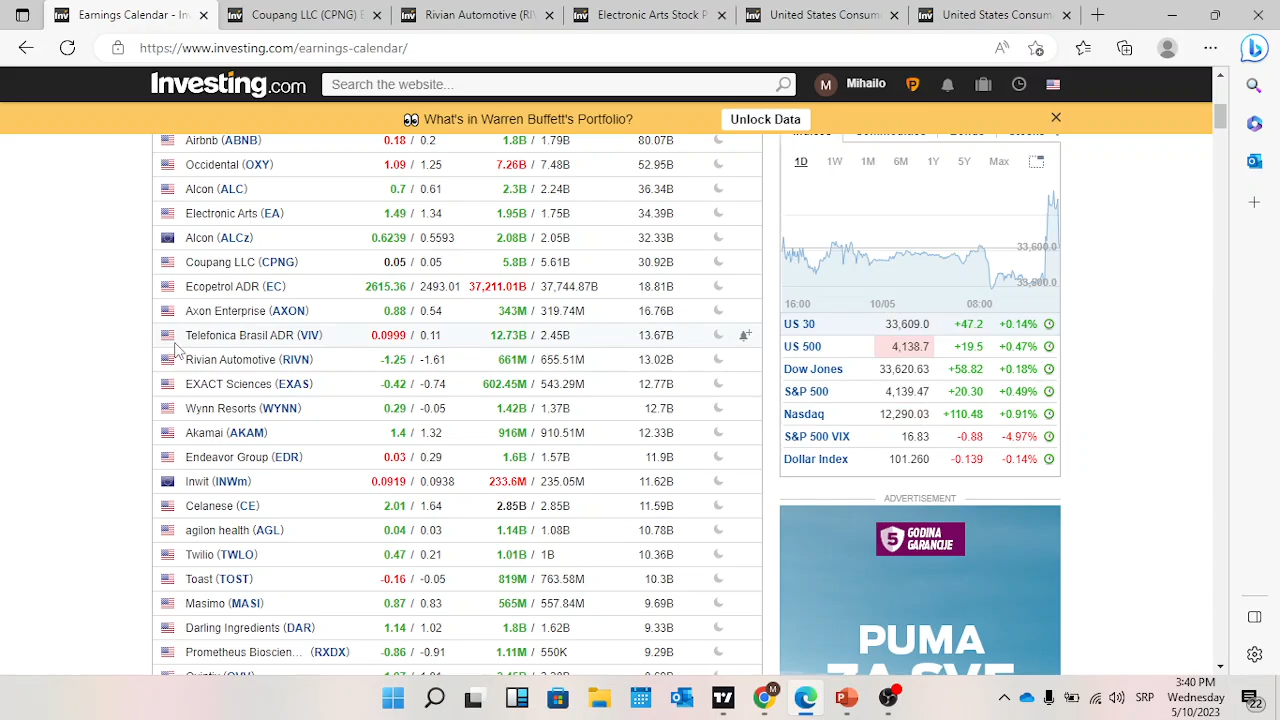 Earnings Calendar -
Coupang LLC (CPNG) E
Rivian Automotive (RI
Electronic Arts Stock P
United States Consume
United States Consum
https://www.investing.com/earnings-calendar/
Investing.com
Search the website...
M Mihailo
👀 What's in Warren Buffett's Portfolio?
Unlock Data
Airbnb (ABNB) 0.18 / 0.2 1.8B / 1.79B 80.07B
Occidental (OXY) 1.09 / 1.25 7.26B / 7.48B 52.95B
Alcon (ALC) 0.7 / 0.61 2.3B / 2.24B 36.34B
Electronic Arts (EA) 1.49 / 1.34 1.95B / 1.75B 34.39B
Alcon (ALCz) 0.6239 / 0.5593 2.08B / 2.05B 32.33B
Coupang LLC (CPNG) 0.05 / 0.05 5.8B / 5.61B 30.92B
Ecopetrol ADR (EC) 2615.36 / 2493.01 37,211.01B / 37,744.87B 18.81B
Axon Enterprise (AXON) 0.88 / 0.54 343M / 319.74M 16.76B
Telefonica Brasil ADR (VIV) 0.0999 / 0.11 12.73B / 2.45B 13.67B
Rivian Automotive (RIVN) -1.25 / -1.61 661M / 655.51M 13.02B
EXACT Sciences (EXAS) -0.42 / -0.74 602.45M / 543.29M 12.77B
Wynn Resorts (WYNN) 0.29 / -0.05 1.42B / 1.37B 12.7B
Akamai (AKAM) 1.4 / 1.32 916M / 910.51M 12.33B
Endeavor Group (EDR) 0.03 / 0.29 1.6B / 1.57B 11.9B
Inwit (INWm) 0.0919 / 0.0938 233.6M / 235.05M 11.62B
Celanese (CE) 2.01 / 1.64 2.85B / 2.85B 11.59B
agilon health (AGL) 0.04 / 0.03 1.14B / 1.08B 10.78B
Twilio (TWLO) 0.47 / 0.21 1.01B / 1B 10.36B
Toast (TOST) -0.16 / -0.05 819M / 763.58M 10.3B
Masimo (MASI) 0.87 / 0.83 565M / 557.84M 9.69B
Darling Ingredients (DAR) 1.14 / 1.02 1.8B / 1.62B 9.33B
Prometheus Bioscien... (RXDX) -0.86 / -0.91 1.11M / 550K 9.29B
1D 1W 1M 6M 1Y 5Y Max
33,600.0
16:00 10/05 08:00
US 30 33,609.0 +47.2 +0.14%
US 500 4,138.7 +19.5 +0.47%
Dow Jones 33,620.63 +58.82 +0.18%
S&P 500 4,139.47 +20.30 +0.49%
Nasdaq 12,290.03 +110.48 +0.91%
S&P 500 VIX 16.83 -0.88 -4.97%
Dollar Index 101.260 -0.139 -0.14%
ADVERTISEMENT
5 GODINA
GARANCIJE
PUMA
ZA SVE
SRP
3:40 PM
Wednesday
5/10/2023
22